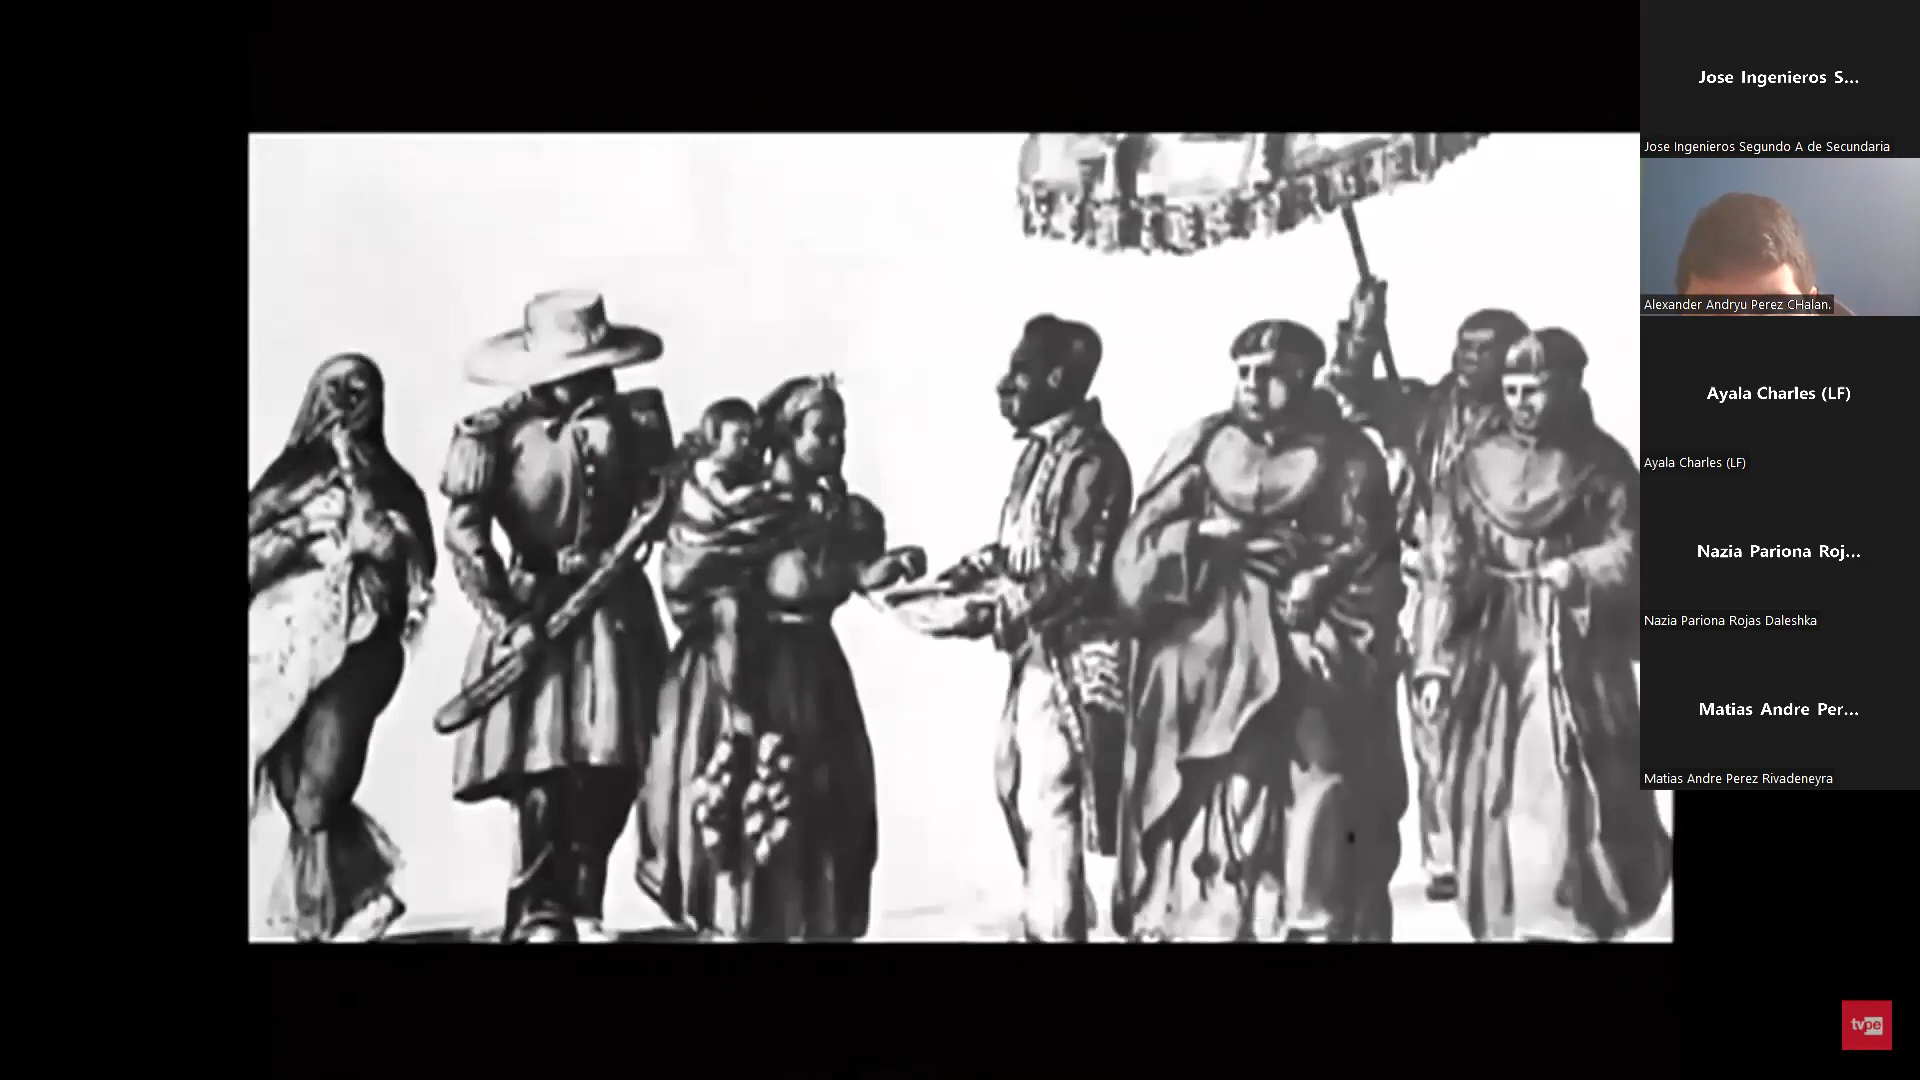 Jose Ingenieros S...
Jose Ingenieros Segundo A de Secundaria
Alexander Andryu Perez CHalan.
Ayala Charles (LF)
Ayala Charles (LF)
Nazia Pariona Roj...
Nazia Pariona Rojas Daleshka
Matias Andre Per...
Matias Andre Perez Rivadeneyra
tvpe